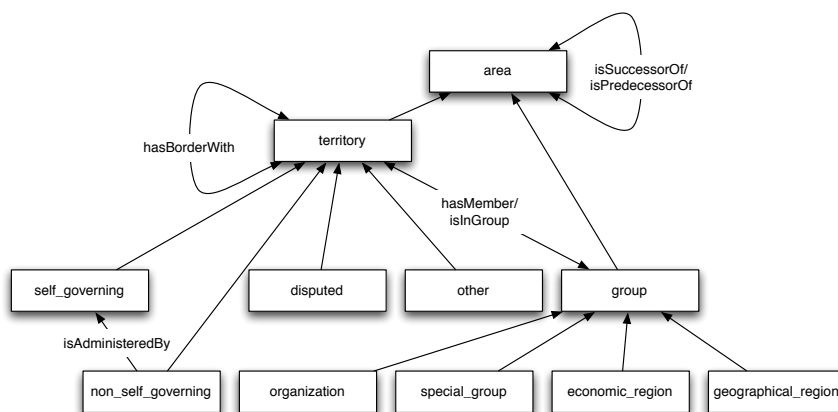 area
isSuccessorOf/
isPredecessorOf
territory
hasBorderWith
hasMember/
isInGroup
self_governing
disputed
other
group
isAdministeredBy
non_self_governing
organization
special_group
economic_region
geographical_region